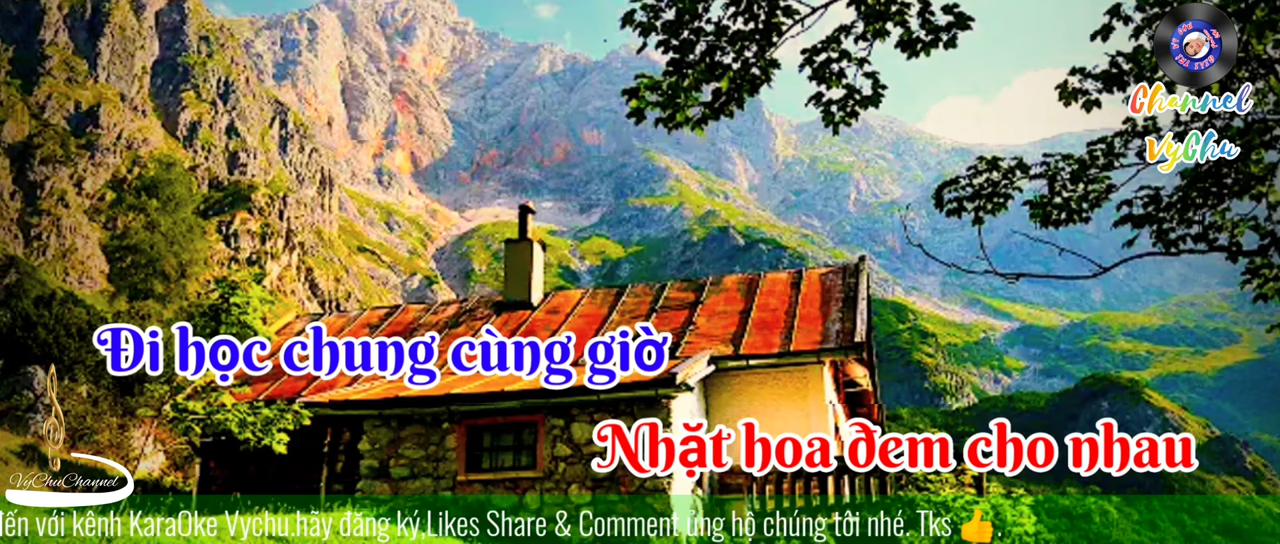 Channel
VyChu
Đi học chung cùng giờ
Nhặt hoa đem cho nhau
VyChuChannel
đến với kênh KaraOke Vychu.hãy đăng ký,Likes Share & Comment ủng hộ chúng tôi nhé. Tks 👍.